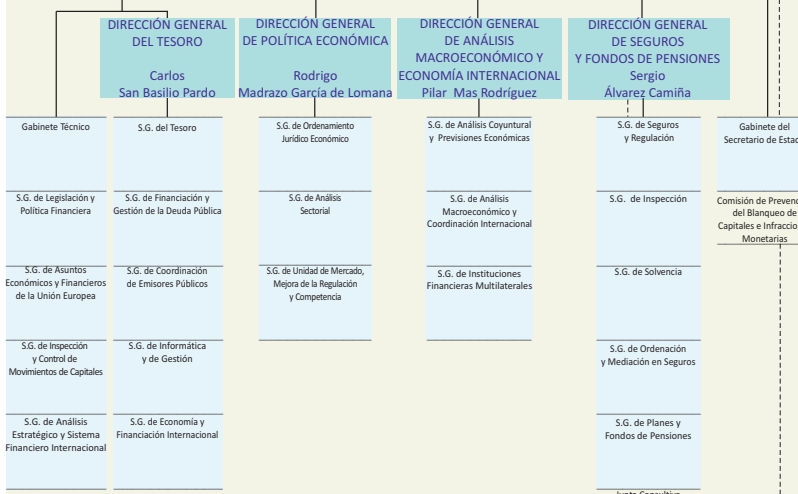 DIRECCIÓN GENERAL
DEL TESORO
Carlos
San Basilio Pardo
DIRECCIÓN GENERAL
DE POLÍTICA ECONÓMICA
Rodrigo
Madrazo García de Lomana
DIRECCIÓN GENERAL
DE ANÁLISIS
MACROECONÓMICO Y
ECONOMÍA INTERNACIONAL
Pilar Mas Rodríguez
DIRECCIÓN GENERAL
DE SEGUROS
Y FONDOS DE PENSIONES
Sergio
Álvarez Camiña
Gabinete Técnico
S.G. de Legislación y
Política Financiera
S.G. de Asuntos
Económicos y Financieros
de la Unión Europea
S.G. de Inspección
y Control de
Movimientos de Capitales
S.G. de Análisis
Estratégico y Sistema
Financiero Internacional
S.G. del Tesoro
S.G. de Financiación y
Gestión de la Deuda Pública
S.G. de Coordinación
de Emisores Públicos
S.G. de Informática
y de Gestión
S.G. de Economía y
Financiación Internacional
S.G. de Ordenamiento
Jurídico Económico
S.G. de Análisis
Sectorial
S.G. de Unidad de Mercado,
Mejora de la Regulación
y Competencia
S.G. de Análisis Coyuntural
y Previsiones Económicas
S.G. de Análisis
Macroeconómico y
Coordinación Internacional
S.G. de Instituciones
Financieras Multilaterales
S.G. de Seguros
y Regulación
S.G. de Inspección
S.G. de Solvencia
S.G. de Ordenación
y Mediación en Seguros
S.G. de Planes y
Fondos de Pensiones
Junta Consultiva
Gabinete del
Secretario de Estad
Comisión de Prevenc
del Blanqueo de
Capitales e Infraccio
Monetarias